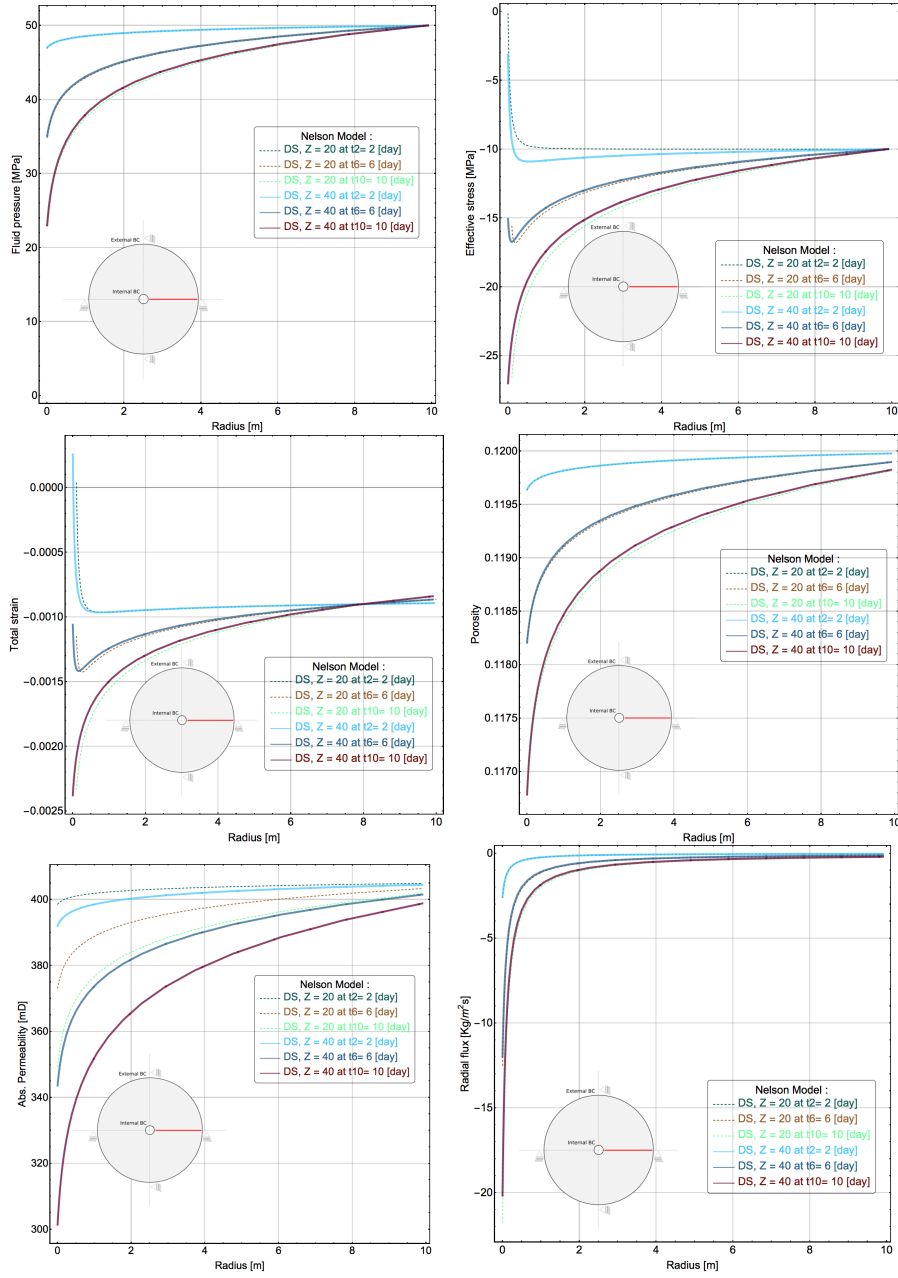 50
40
30
20
10
0
Fluid pressure [MPa]
Nelson Model :
DS, Z = 20 at t2= 2 [day]
DS, Z = 20 at t6= 6 [day]
DS, Z = 20 at t10= 10 [day]
DS, Z = 40 at t2= 2 [day]
DS, Z = 40 at t6= 6 [day]
DS, Z = 40 at t10= 10 [day]
External BC
Internal BC
0 2 4 6 8 10
Radius [m]
0
-5
-10
-15
-20
-25
Effective stress [MPa]
Nelson Model :
DS, Z = 20 at t2= 2 [day]
DS, Z = 20 at t6= 6 [day]
DS, Z = 20 at t10= 10 [day]
DS, Z = 40 at t2= 2 [day]
DS, Z = 40 at t6= 6 [day]
DS, Z = 40 at t10= 10 [day]
External BC
Internal BC
0 2 4 6 8 10
Radius [m]
0.0000
-0.0005
-0.0010
-0.0015
-0.0020
-0.0025
Total strain
Nelson Model :
DS, Z = 20 at t2= 2 [day]
DS, Z = 20 at t6= 6 [day]
DS, Z = 20 at t10= 10 [day]
DS, Z = 40 at t2= 2 [day]
DS, Z = 40 at t6= 6 [day]
DS, Z = 40 at t10= 10 [day]
External BC
Internal BC
0 2 4 6 8 10
Radius [m]
0.1200
0.1195
0.1190
0.1185
0.1180
0.1175
0.1170
Porosity
Nelson Model :
DS, Z = 20 at t2= 2 [day]
DS, Z = 20 at t6= 6 [day]
DS, Z = 20 at t10= 10 [day]
DS, Z = 40 at t2= 2 [day]
DS, Z = 40 at t6= 6 [day]
DS, Z = 40 at t10= 10 [day]
External BC
Internal BC
0 2 4 6 8
Radius [m]
400
380
360
340
320
300
Abs. Permeability [mD]
Nelson Model :
DS, Z = 20 at t2= 2 [day]
DS, Z = 20 at t6= 6 [day]
DS, Z = 20 at t10= 10 [day]
DS, Z = 40 at t2= 2 [day]
DS, Z = 40 at t6= 6 [day]
DS, Z = 40 at t10= 10 [day]
External BC
Internal BC
0 2 4 6 8 10
Radius [m]
0
-5
-10
-15
-20
Radial flux [Kg/m²s]
Nelson Model :
DS, Z = 20 at t2= 2 [day]
DS, Z = 20 at t6= 6 [day]
DS, Z = 20 at t10= 10 [day]
DS, Z = 40 at t2= 2 [day]
DS, Z = 40 at t6= 6 [day]
DS, Z = 40 at t10= 10 [day]
External BC
Internal BC
0 2 4 6 8 10
Radius [m]